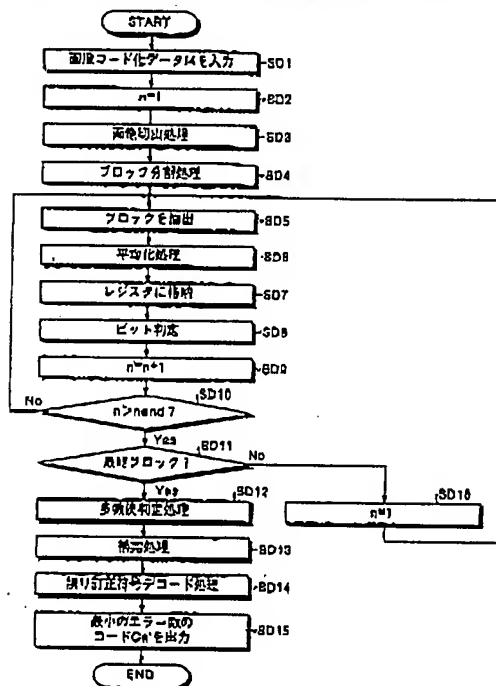 START
画像コード化データIAを入力 SD1
n=1 SD2
画像切出処理 SD3
ブロック分割処理 SD4
ブロックを抽出 SD5
平均化処理 SD6
レジスタに格納 SD7
ビット判定 SD8
n=n+1 SD9
SD10
No n>nend?
Yes SD11
No
最終ブロック?
Yes SD12 SD16
多数決判定処理 n=1
補完処理 SD13
誤り訂正符号デコード処理 SD14
最小のエラー数の SD15
コードCn'を出力
END